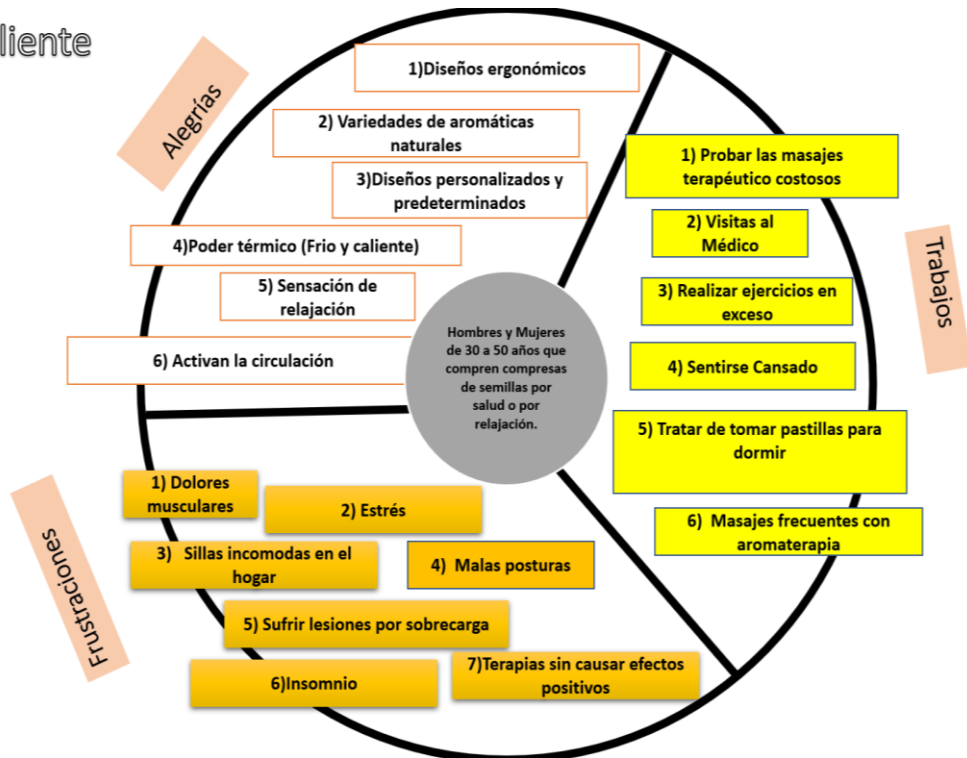 liente
Alegrías
1)Diseños ergonómicos
2) Variedades de aromáticas
naturales
3)Diseños personalizados y
predeterminados
4)Poder térmico (Frio y caliente)
5) Sensación de
relajación
6) Activan la circulación
Trabajos
1) Probar las masajes
terapéutico costosos
2) Visitas al
Médico
3) Realizar ejercicios en
exceso
4) Sentirse Cansado
5) Tratar de tomar pastillas para
dormir
6) Masajes frecuentes con
aromaterapia
Hombres y Mujeres
de 30 a 50 años que
compren compresas
de semillas por
salud o por
relajación.
Frustraciones
1) Dolores
musculares
2) Estrés
3) Sillas incomodas en el
hogar
4) Malas posturas
5) Sufrir lesiones por sobrecarga
6)Insomnio
7)Terapias sin causar efectos
positivos